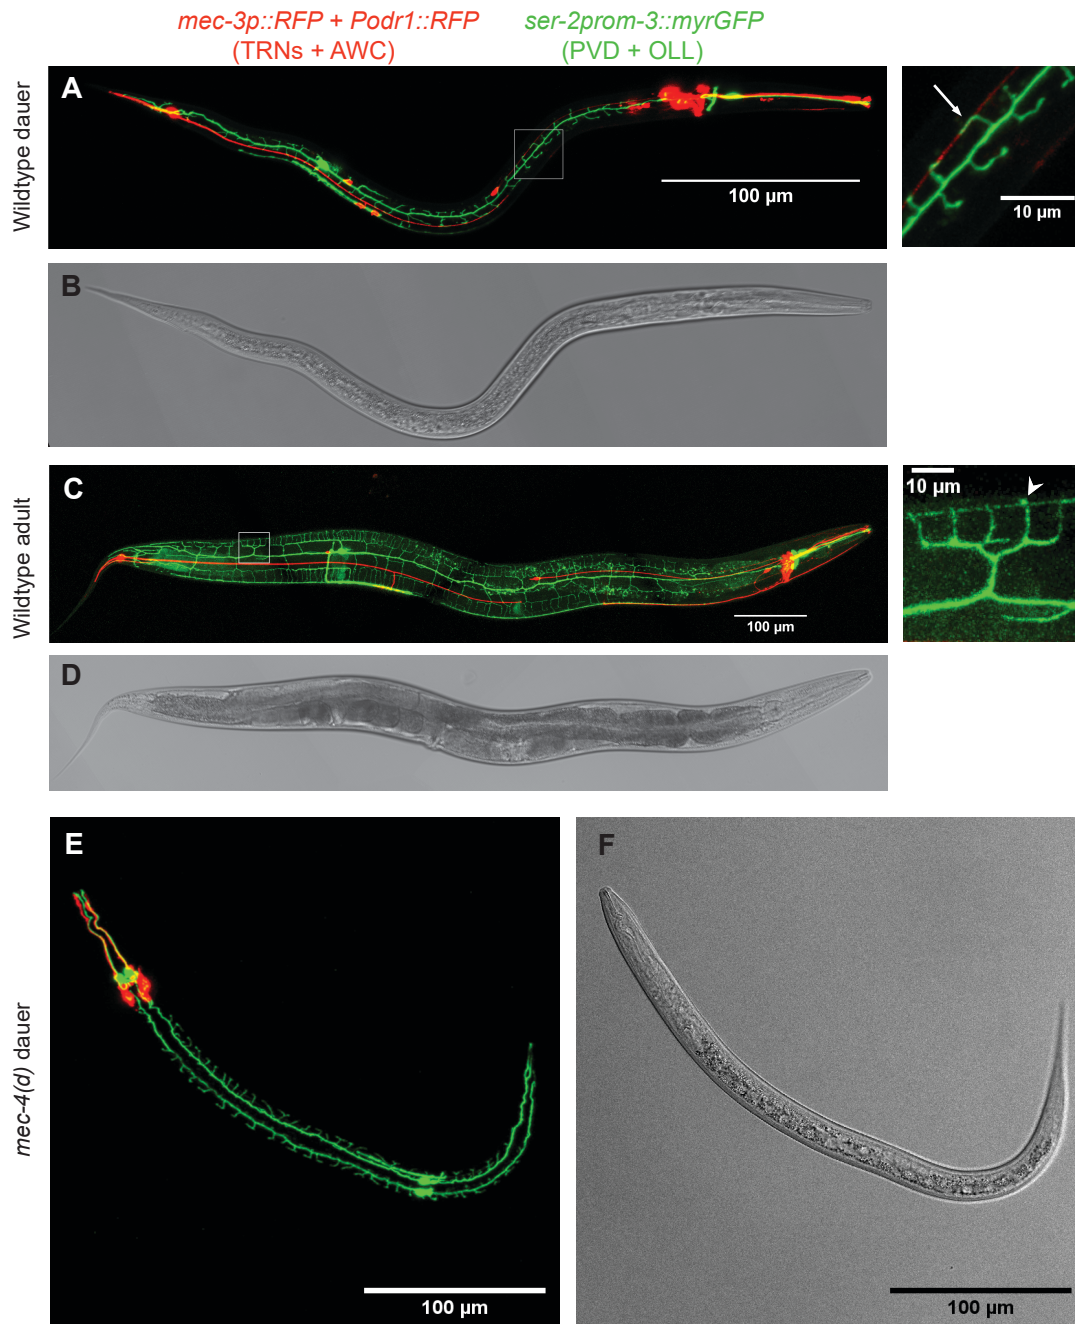 mec-3p::RFP + Podr1::RFP
(TRNs + AWC)
ser-2prom-3::myrGFP
(PVD + OLL)
Wildtype dauer
A
100 µm
10 µm
B
Wildtype adult
C
100 µm
10 µm
D
mec-4(d) dauer
E
100 µm
F
100 µm